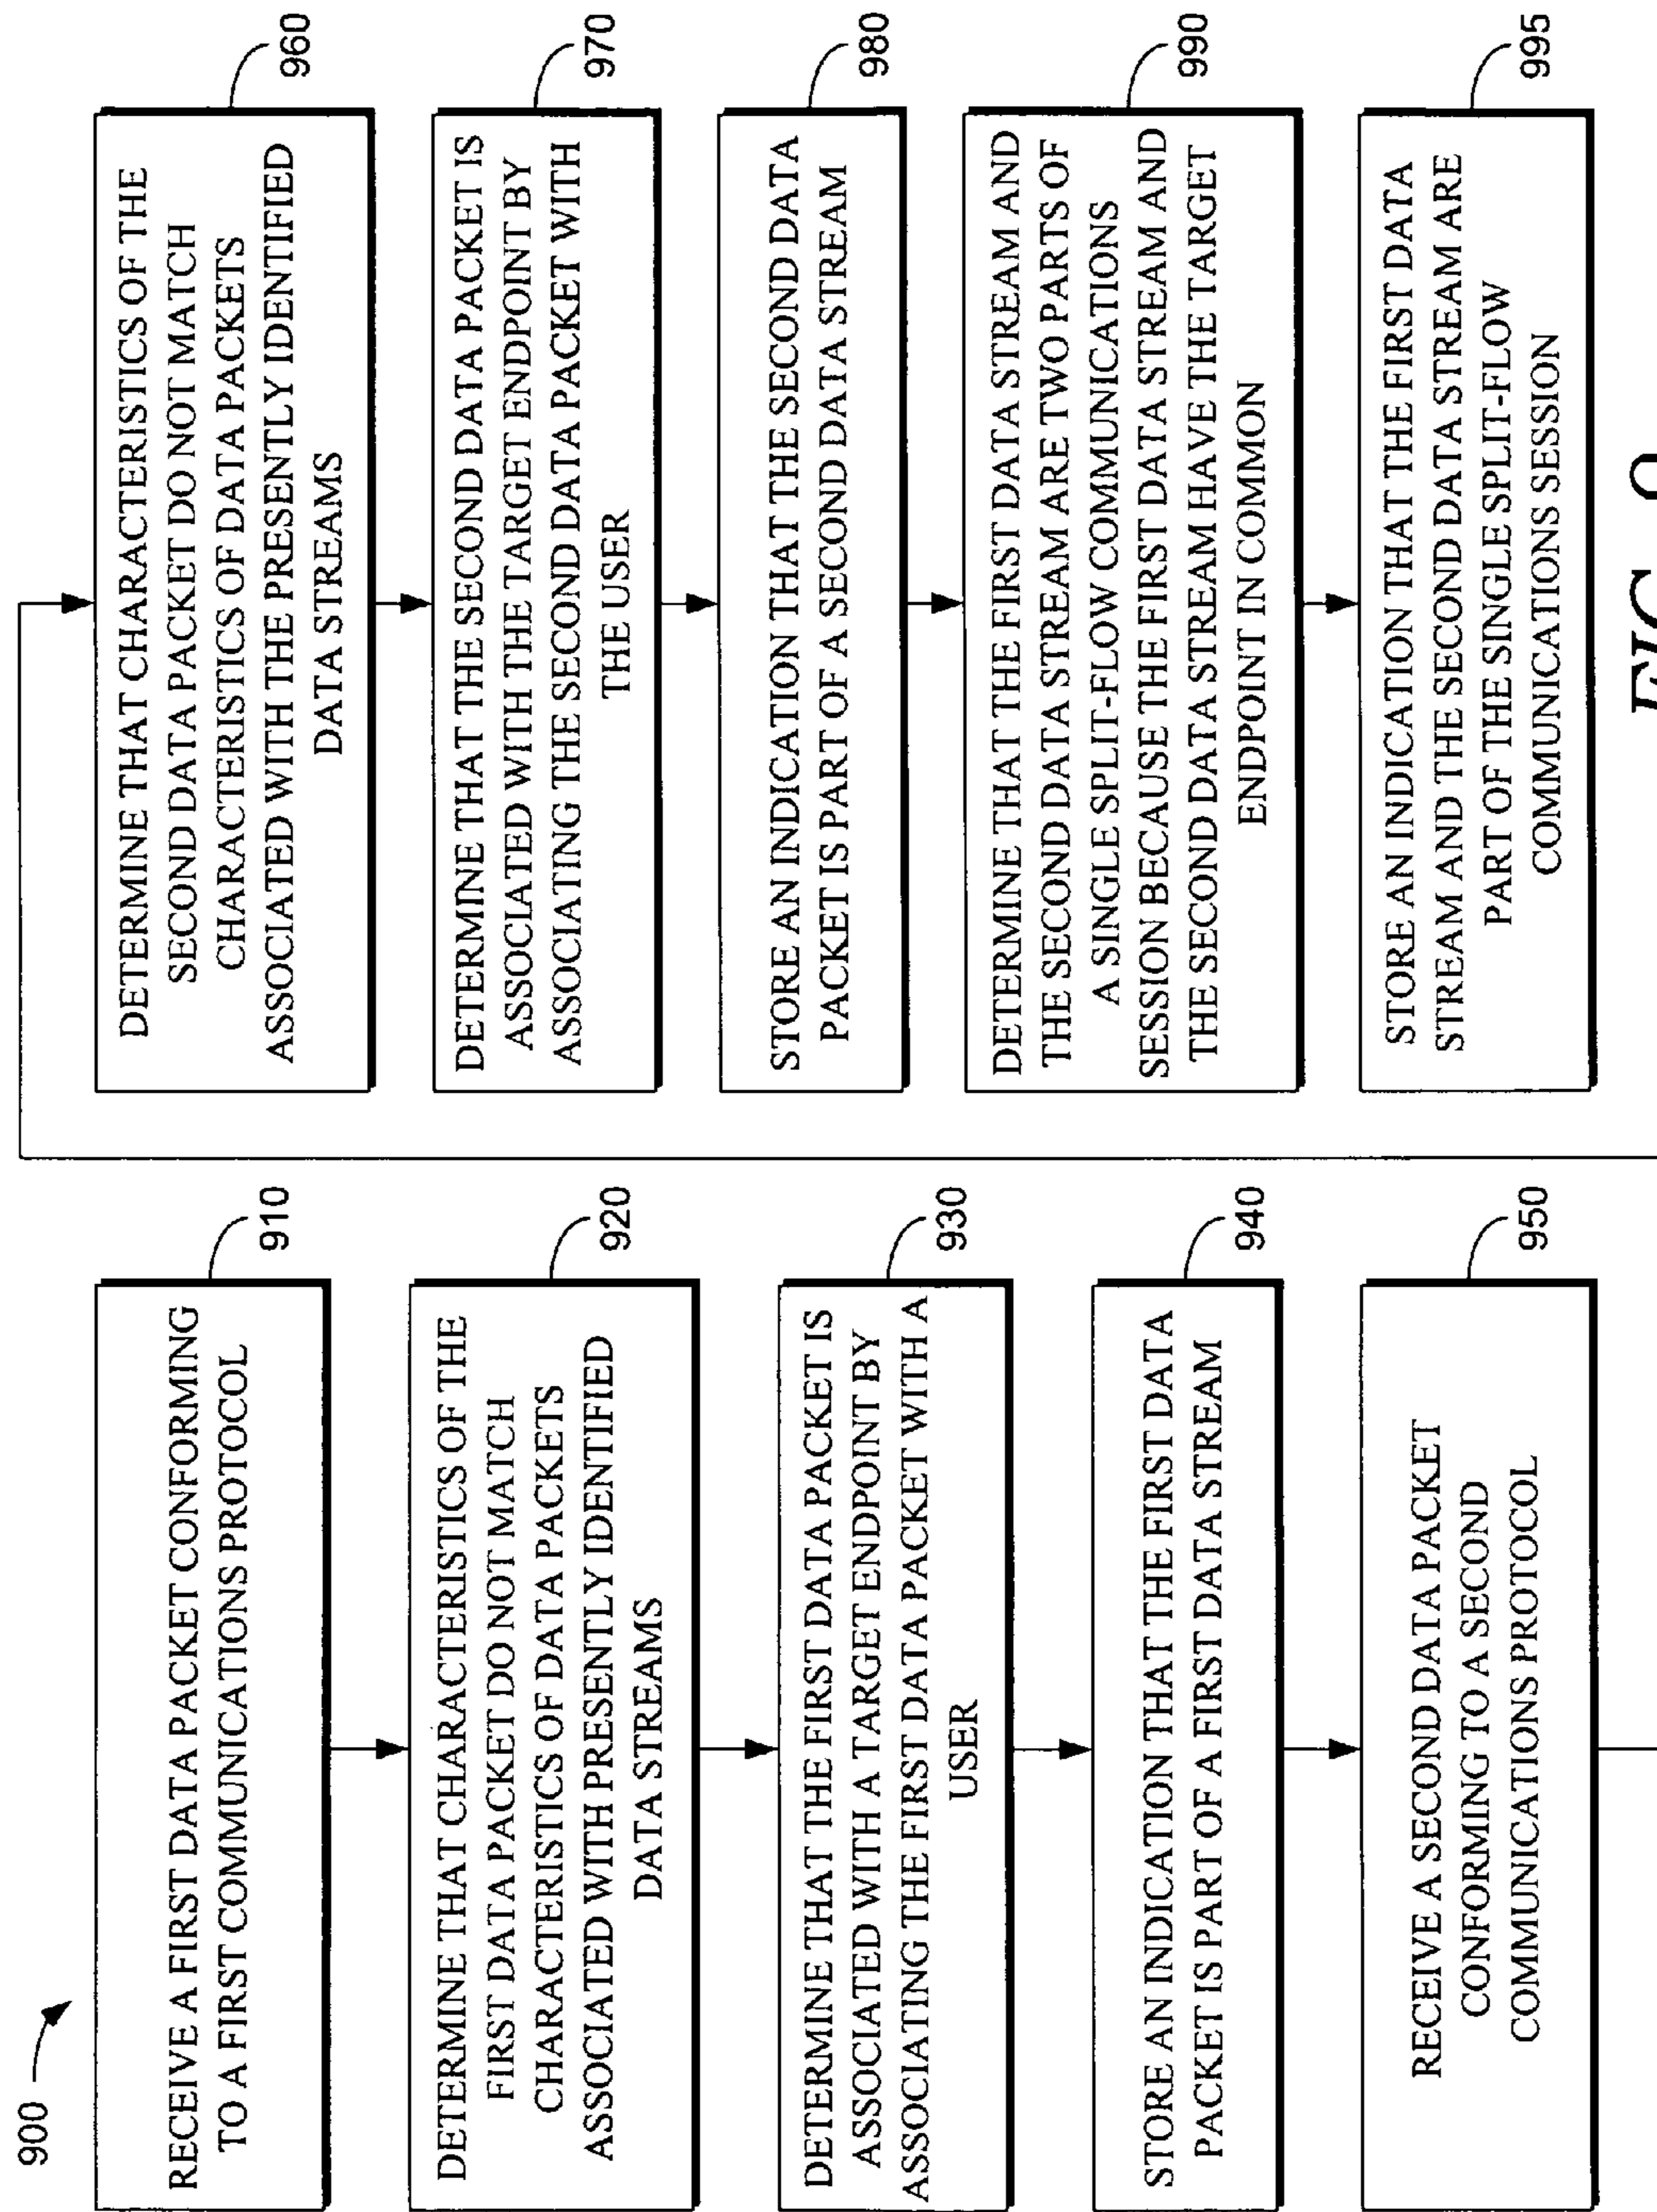 900
RECEIVE A FIRST DATA PACKET CONFORMING
TO A FIRST COMMUNICATIONS PROTOCOL
910
DETERMINE THAT CHARACTERISTICS OF THE
FIRST DATA PACKET DO NOT MATCH
CHARACTERISTICS OF DATA PACKETS
ASSOCIATED WITH PRESENTLY IDENTIFIED
DATA STREAMS
920
DETERMINE THAT THE FIRST DATA PACKET IS
ASSOCIATED WITH A TARGET ENDPOINT BY
ASSOCIATING THE FIRST DATA PACKET WITH A
USER
930
STORE AN INDICATION THAT THE FIRST DATA
PACKET IS PART OF A FIRST DATA STREAM
940
RECEIVE A SECOND DATA PACKET
CONFORMING TO A SECOND
COMMUNICATIONS PROTOCOL
950
DETERMINE THAT CHARACTERISTICS OF THE
SECOND DATA PACKET DO NOT MATCH
CHARACTERISTICS OF DATA PACKETS
ASSOCIATED WITH THE PRESENTLY IDENTIFIED
DATA STREAMS
960
DETERMINE THAT THE SECOND DATA PACKET IS
ASSOCIATED WITH THE TARGET ENDPOINT BY
ASSOCIATING THE SECOND DATA PACKET WITH
THE USER
970
STORE AN INDICATION THAT THE SECOND DATA
PACKET IS PART OF A SECOND DATA STREAM
980
DETERMINE THAT THE FIRST DATA STREAM AND
THE SECOND DATA STREAM ARE TWO PARTS OF
A SINGLE SPLIT-FLOW COMMUNICATIONS
SESSION BECAUSE THE FIRST DATA STREAM AND
THE SECOND DATA STREAM HAVE THE TARGET
ENDPOINT IN COMMON
990
STORE AN INDICATION THAT THE FIRST DATA
STREAM AND THE SECOND DATA STREAM ARE
PART OF THE SINGLE SPLIT-FLOW
COMMUNICATIONS SESSION
995